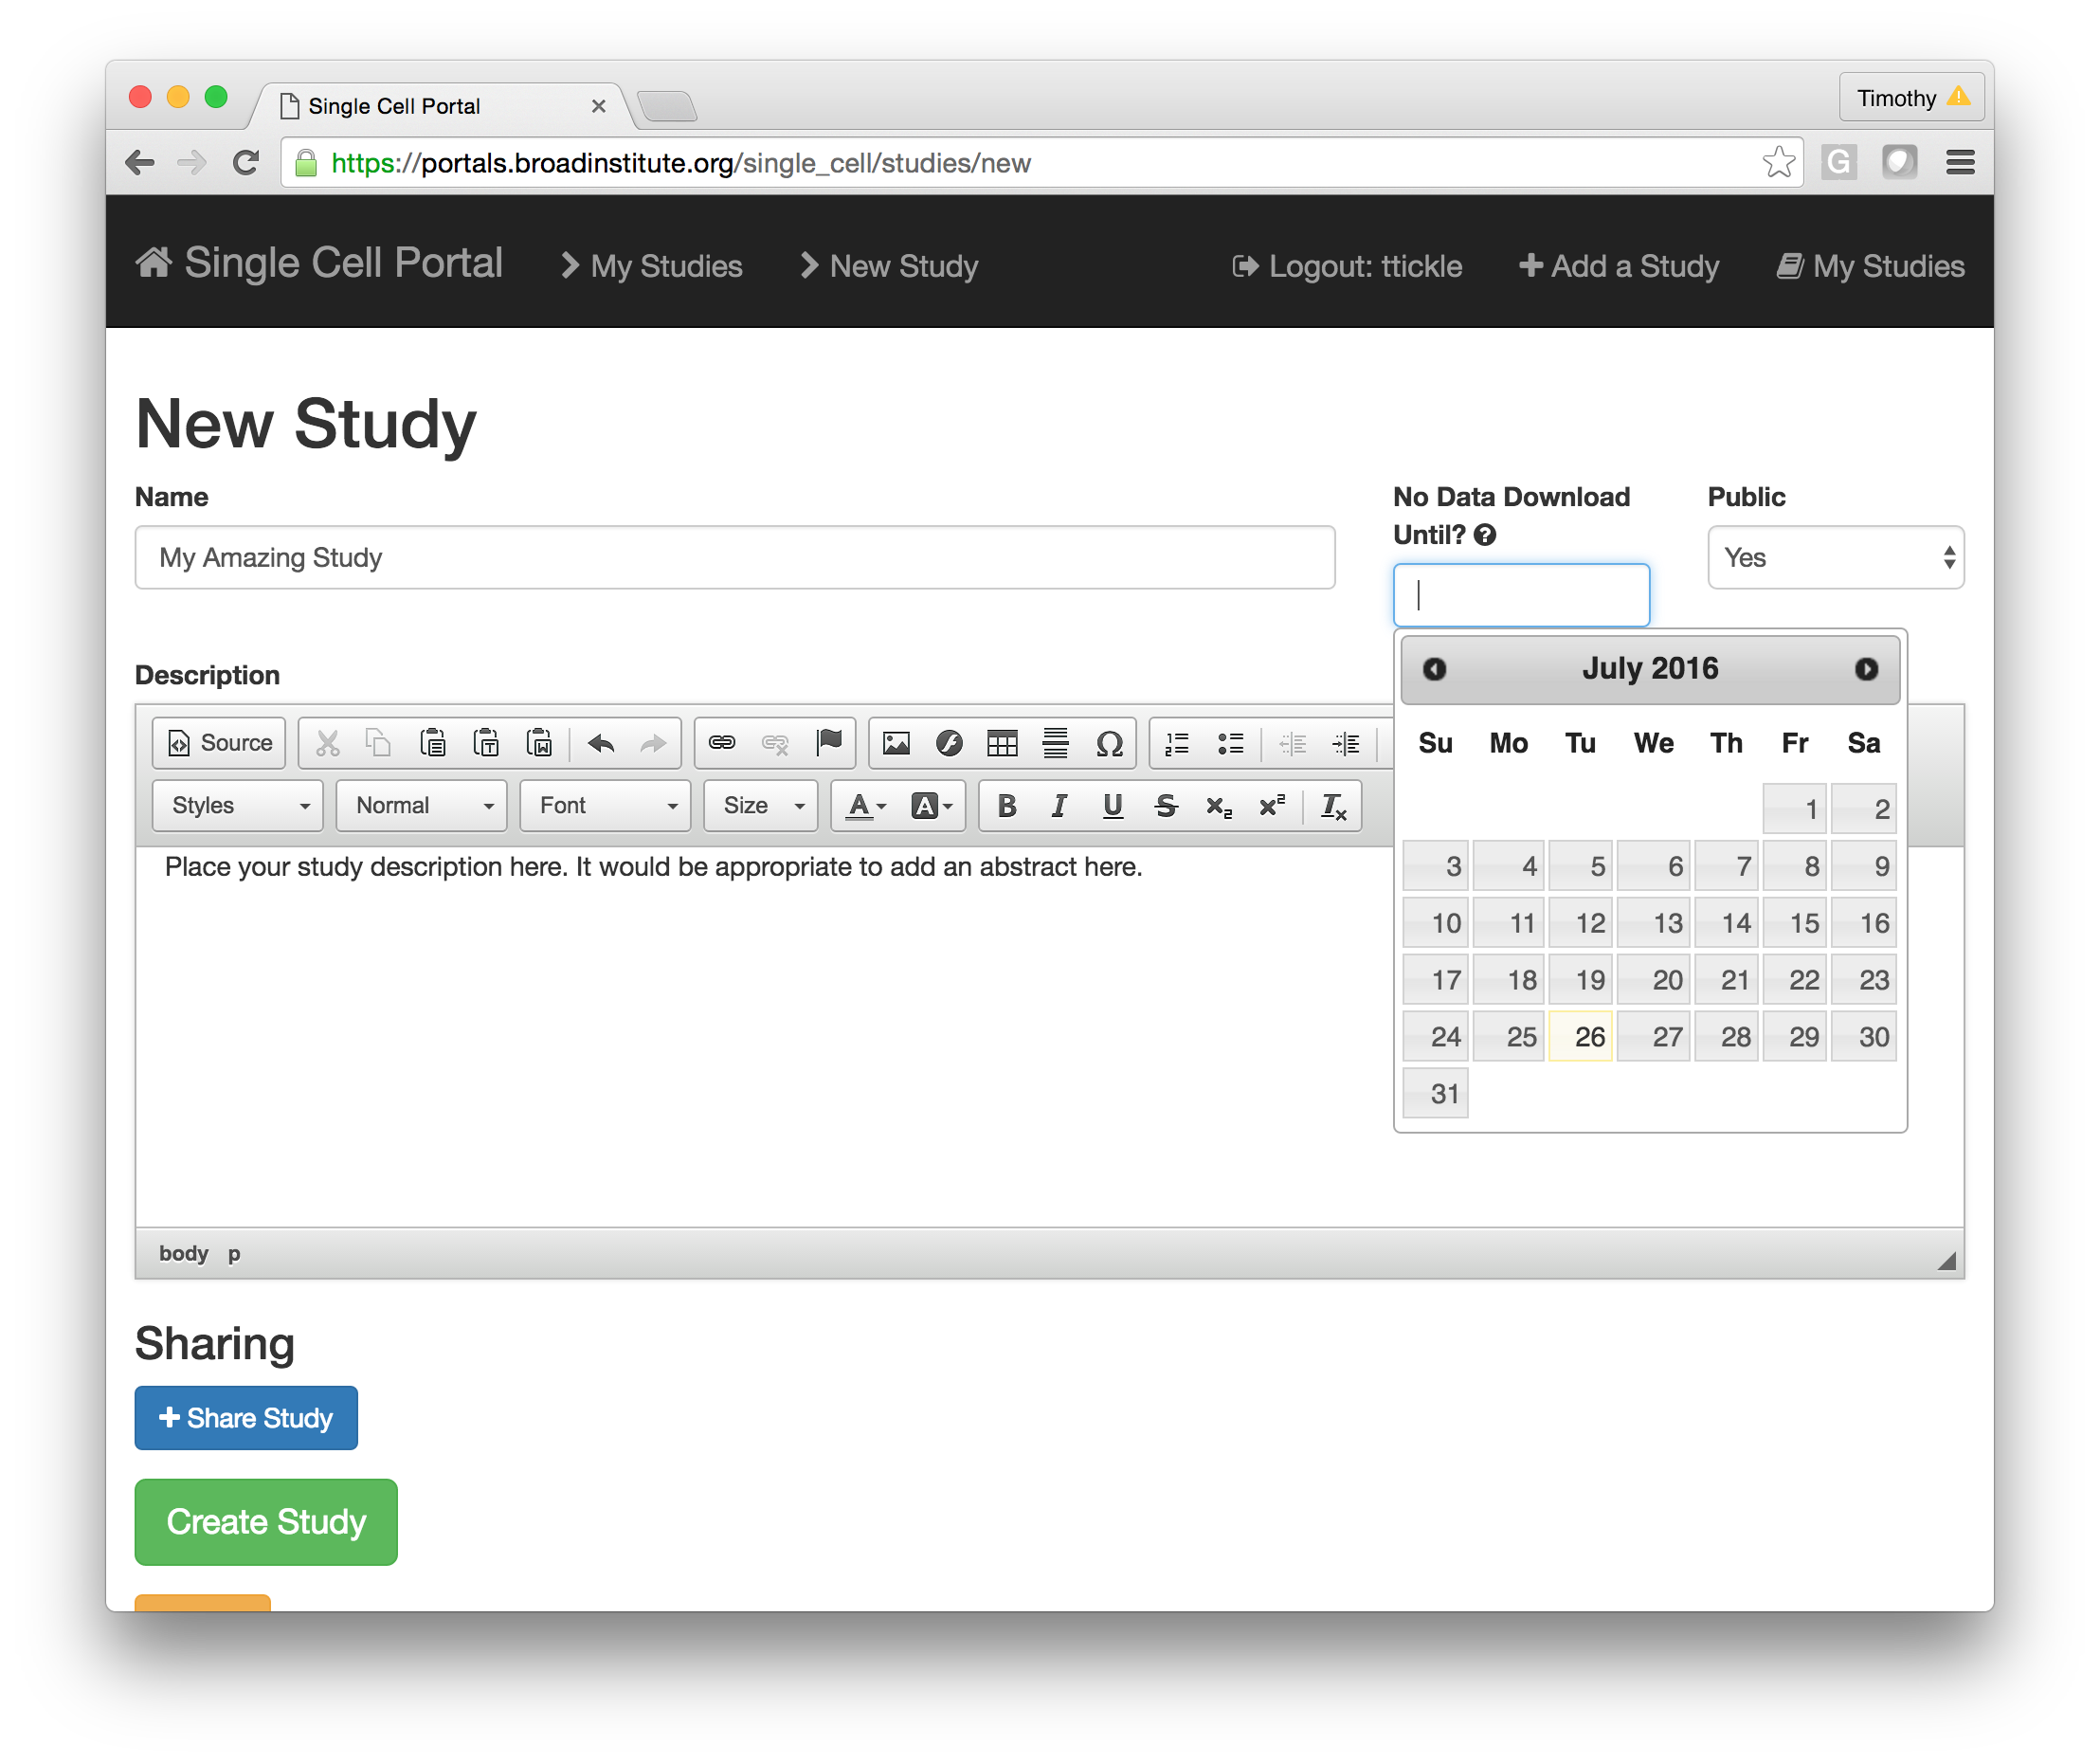 Single Cell Portal
Timothy
https://portals.broadinstitute.org/single_cell/studies/new
Single Cell Portal My Studies New Study Logout: ttickle Add a Study My Studies
New Study
Name
My Amazing Study
No Data Download
Until?
Public
Yes
July 2016
Su Mo Tu We Th Fr Sa
1 2
3 4 5 6 7 8 9
10 11 12 13 14 15 16
17 18 19 20 21 22 23
24 25 26 27 28 29 30
31
Description
Source
Styles Normal Font Size A A B I U S x₂ x² Tx
Place your study description here. It would be appropriate to add an abstract here.
body p
Sharing
Share Study
Create Study